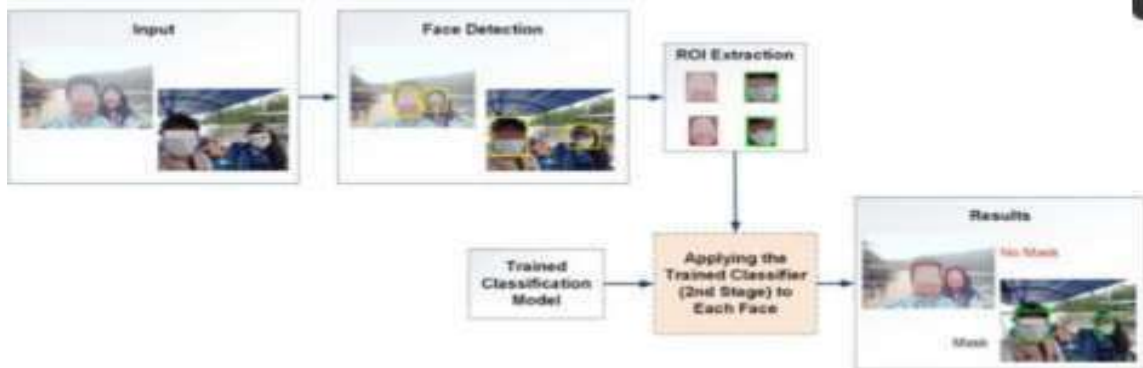 Input
Face Detection
ROI Extraction
Trained
Classification
Model
Applying the
Trained Classifier
(2nd Stage) to
Each Face
Results
No Mask
Mask